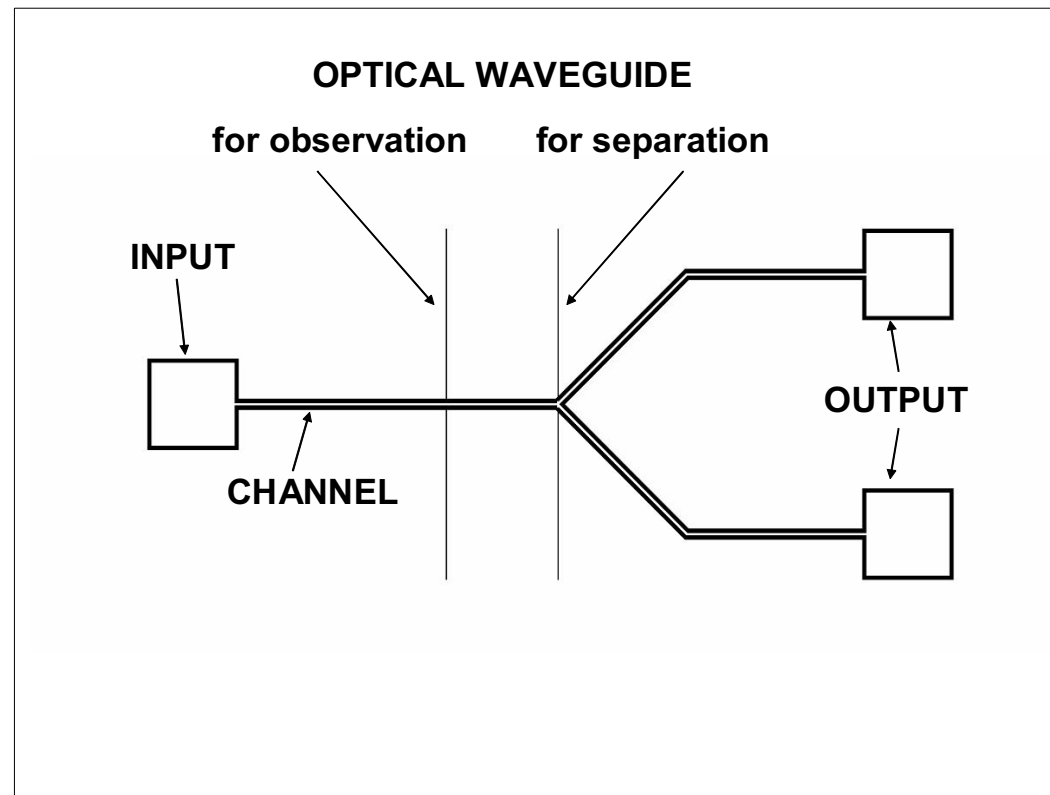 OPTICAL WAVEGUIDE
for observation
for separation
INPUT
CHANNEL
OUTPUT